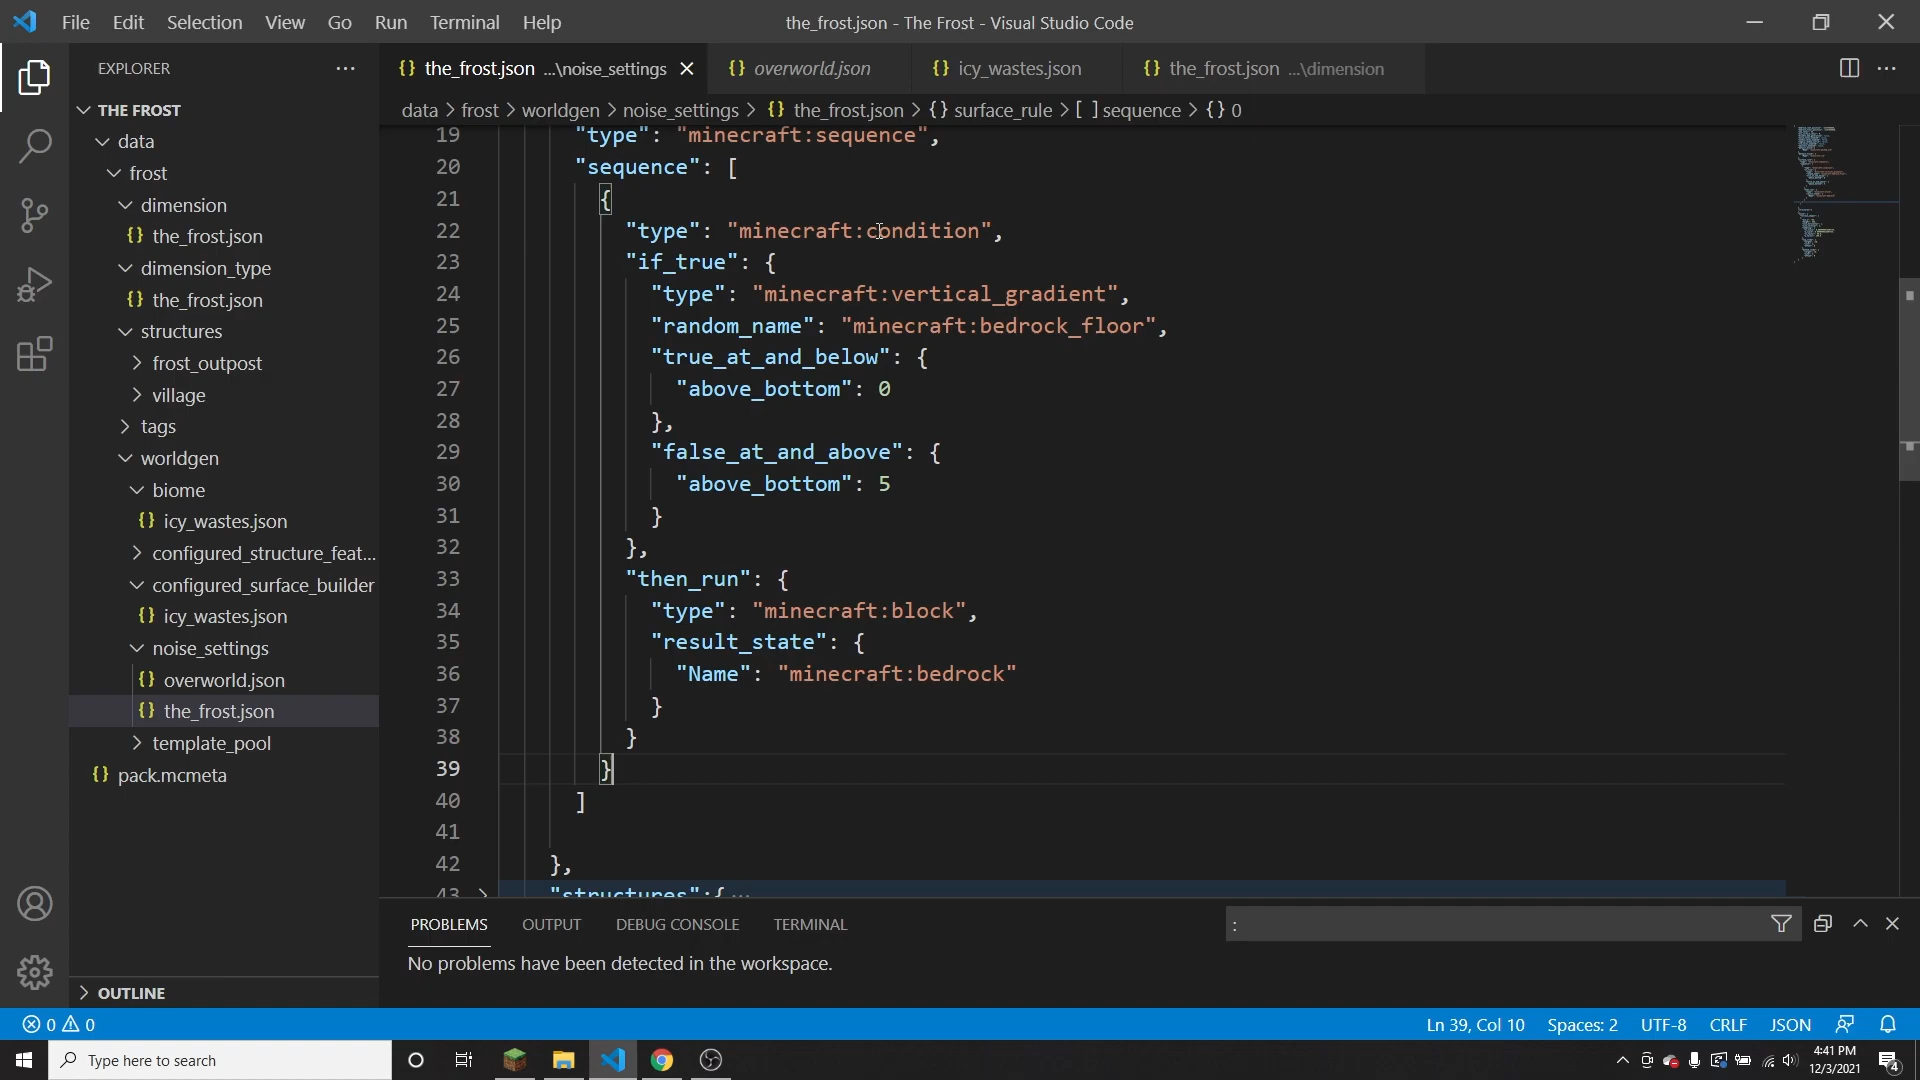 File Edit Selection View Go Run Terminal Help
the_frost.json - The Frost - Visual Studio Code
EXPLORER
THE FROST
data
frost
dimension
the_frost.json
dimension_type
the_frost.json
structures
frost_outpost
village
tags
worldgen
biome
icy_wastes.json
configured_structure_feat...
configured_surface_builder
icy_wastes.json
noise_settings
overworld.json
the_frost.json
template_pool
pack.mcmeta
OUTLINE
the_frost.json ...\noise_settings overworld.json icy_wastes.json the_frost.json ...\dimension
data > frost > worldgen > noise_settings > {} the_frost.json > {} surface_rule > [ ] sequence > {} 0
19 "type": "minecraft:sequence",
20 "sequence": [
21 {
22 "type": "minecraft:condition",
23 "if_true": {
24 "type": "minecraft:vertical_gradient",
25 "random_name": "minecraft:bedrock_floor",
26 "true_at_and_below": {
27 "above_bottom": 0
28 },
29 "false_at_and_above": {
30 "above_bottom": 5
31 }
32 },
33 "then_run": {
34 "type": "minecraft:block",
35 "result_state": {
36 "Name": "minecraft:bedrock"
37 }
38 }
39 }
40 ]
41
42 },
43 "structures":{ ...
PROBLEMS OUTPUT DEBUG CONSOLE TERMINAL :
No problems have been detected in the workspace.
0 0 Ln 39, Col 10 Spaces: 2 UTF-8 CRLF JSON
Type here to search
4:41 PM
12/3/2021
4